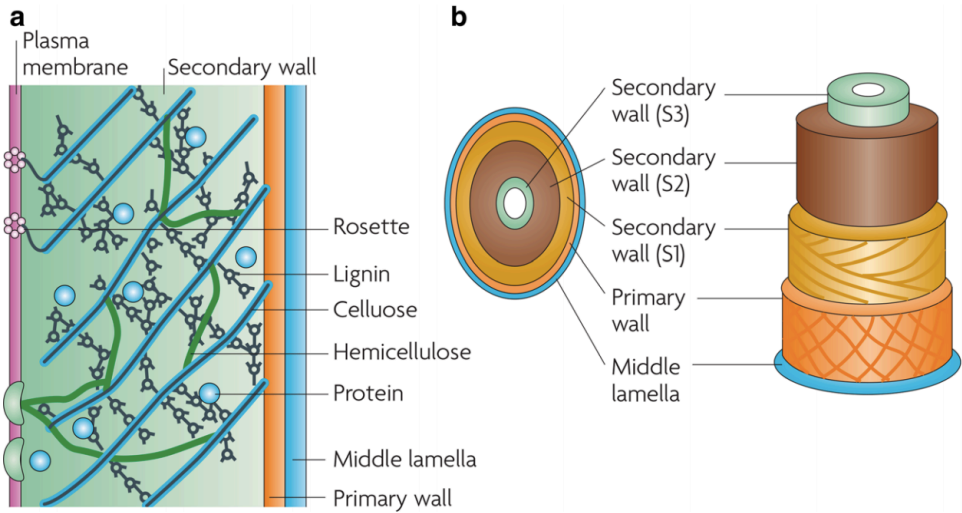 a
Plasma
membrane
Secondary wall
Rosette
Lignin
Celluose
Hemicellulose
Protein
Middle lamella
Primary wall
b
Secondary
wall (S3)
Secondary
wall (S2)
Secondary
wall (S1)
Primary
wall
Middle
lamella